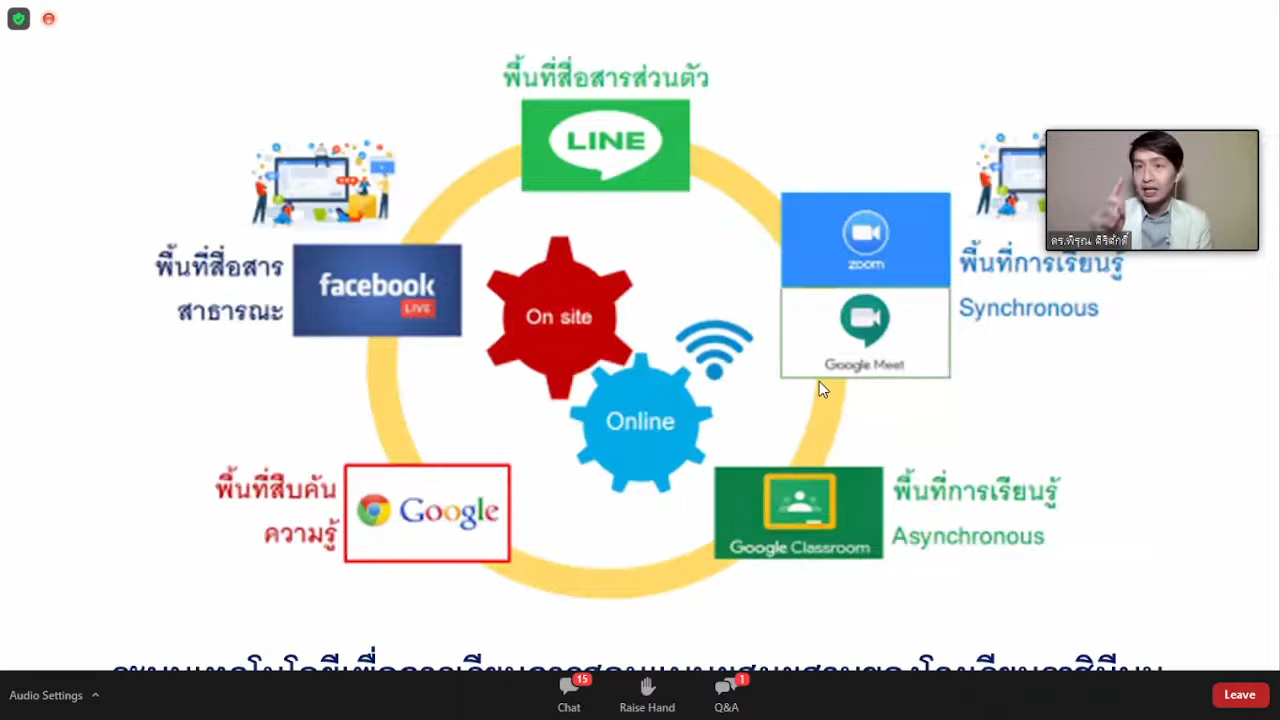 พื้นที่สื่อสารส่วนตัว
LINE
พื้นที่สื่อสาร
สาธารณะ
facebook
LIVE
On site
Online
zoom
Google Meet
ดร.พิรุณ ศิริศักดิ์
พื้นที่การเรียนรู้
Synchronous
พื้นที่สืบค้น
ความรู้
Google
Google Classroom
พื้นที่การเรียนรู้
Asynchronous
Audio Settings
15
Chat
Raise Hand
1
Q&A
Leave